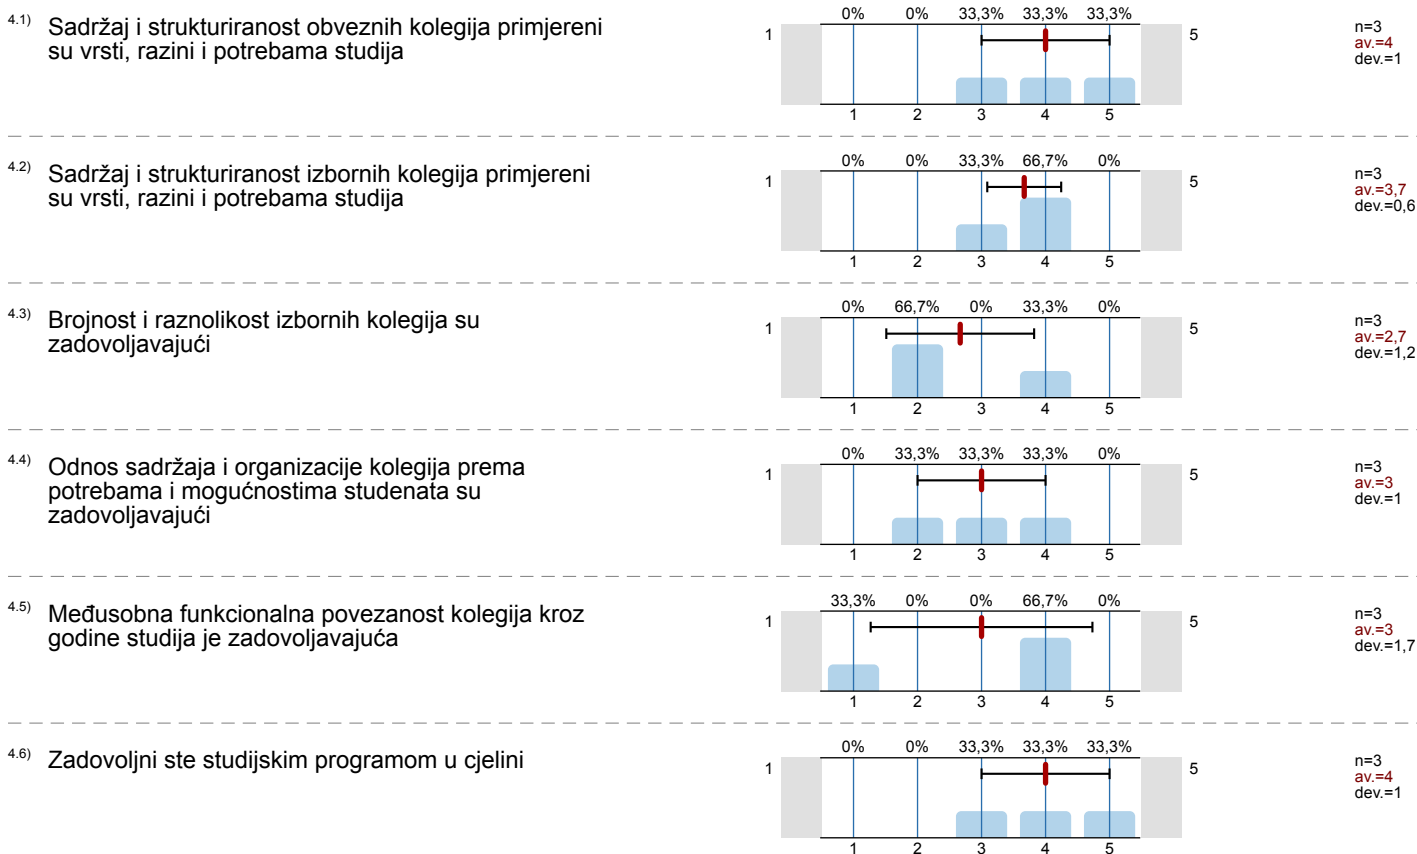 4.1) Sadržaj i strukturiranost obveznih kolegija primjereni
su vrsti, razini i potrebama studija
0% 0% 33,3% 33,3% 33,3%
1 5
n=3
av.=4
dev.=1
1 2 3 4 5
4.2) Sadržaj i strukturiranost izbornih kolegija primjereni
su vrsti, razini i potrebama studija
0% 0% 33,3% 66,7% 0%
1 5
n=3
av.=3,7
dev.=0,6
1 2 3 4 5
4.3) Brojnost i raznolikost izbornih kolegija su
zadovoljavajući
0% 66,7% 0% 33,3% 0%
1 5
n=3
av.=2,7
dev.=1,2
1 2 3 4 5
4.4) Odnos sadržaja i organizacije kolegija prema
potrebama i mogućnostima studenata su
zadovoljavajući
0% 33,3% 33,3% 33,3% 0%
1 5
n=3
av.=3
dev.=1
1 2 3 4 5
4.5) Međusobna funkcionalna povezanost kolegija kroz
godine studija je zadovoljavajuća
33,3% 0% 0% 66,7% 0%
1 5
n=3
av.=3
dev.=1,7
1 2 3 4 5
4.6) Zadovoljni ste studijskim programom u cjelini
0% 0% 33,3% 33,3% 33,3%
1 5
n=3
av.=4
dev.=1
1 2 3 4 5